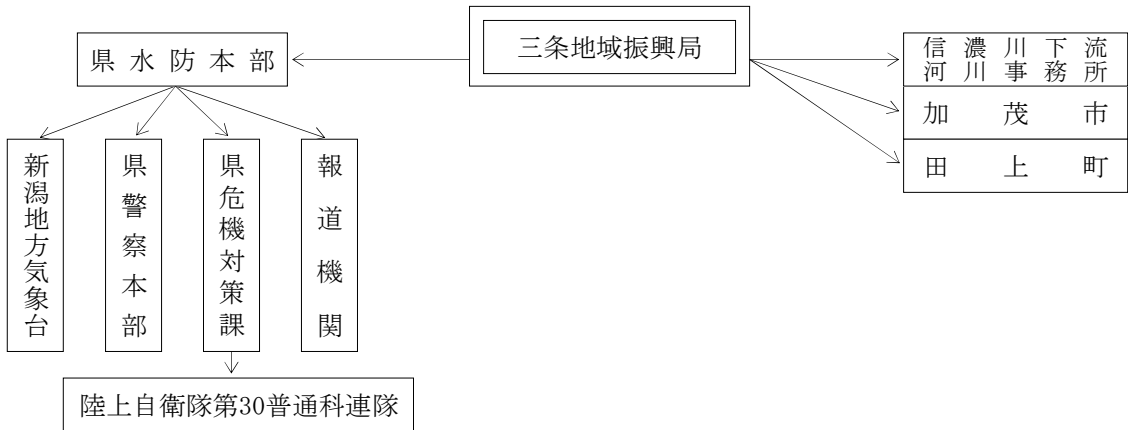 三条地域振興局
県水防本部
信濃川下流
河川事務所
加茂市
田上町
新潟地方気象台
県警察本部
県危機対策課
報道機関
陸上自衛隊第30普通科連隊